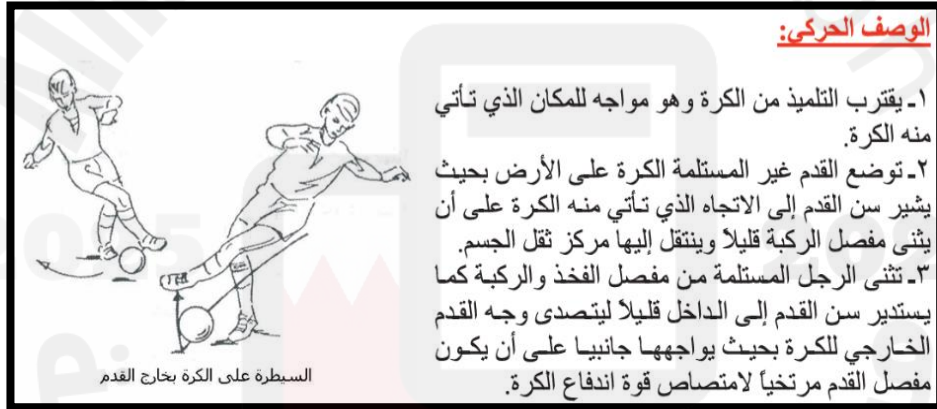 الوصف الحركي:
١ـ يقترب التلميذ من الكرة وهو مواجه للمكان الذي تأتي
منه الكرة.
٢ـ توضع القدم غير المستلمة الكرة على الأرض بحيث
يشير سن القدم إلى الاتجاه الذي تأتي منه الكرة على أن
يثنى مفصل الركبة قليلاً وينتقل إليها مركز ثقل الجسم.
٣ـ تثنى الرجل المستلمة من مفصل الفخذ والركبة كما
يستدير سن القدم إلى الداخل قليلاً ليتصدى وجه القدم
الخارجي للكرة بحيث يواجهها جانبيا على أن يكون
مفصل القدم مرتخياً لامتصاص قوة اندفاع الكرة.
السيطرة على الكرة بخارج القدم